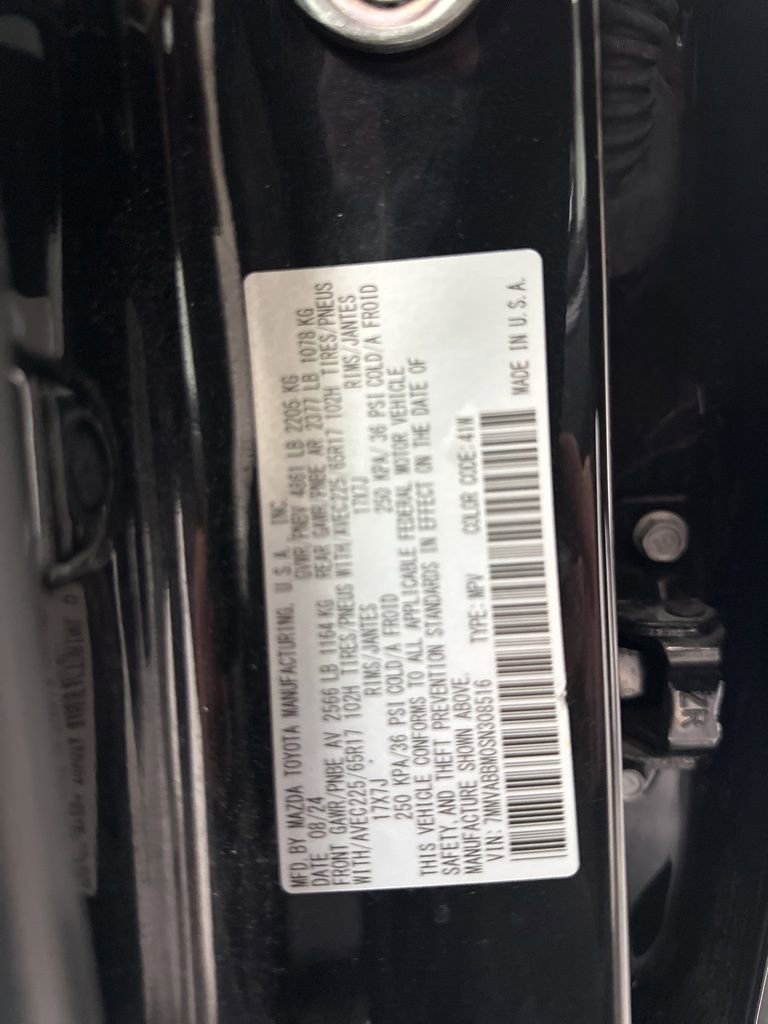 MFD. BY MAZDA TOYOTA MANUFACTURING, U.S.A., INC.
DATE 08/24 GVWR/PNBV 4861 LB 2205 KG
FRONT GAWR/PNBE AV 2566 LB 1164 KG REAR GAWR/PNBE AR 2377 LB 1078 KG
WITH/AVEC225/65R17 102H TIRES/PNEUS WITH/AVEC225/65R17 102H TIRES/PNEUS
17X7J RIMS/JANTES 17X7J RIMS/JANTES
250 KPA/36 PSI COLD/A FROID 250 KPA/36 PSI COLD/A FROID
THIS VEHICLE CONFORMS TO ALL APPLICABLE FEDERAL MOTOR VEHICLE
SAFETY, AND THEFT PREVENTION STANDARDS IN EFFECT ON THE DATE OF
MANUFACTURE SHOWN ABOVE.
VIN: 7MMVABBM0SN308516 TYPE: MPV COLOR CODE:41W
MADE IN U.S.A.
ZR